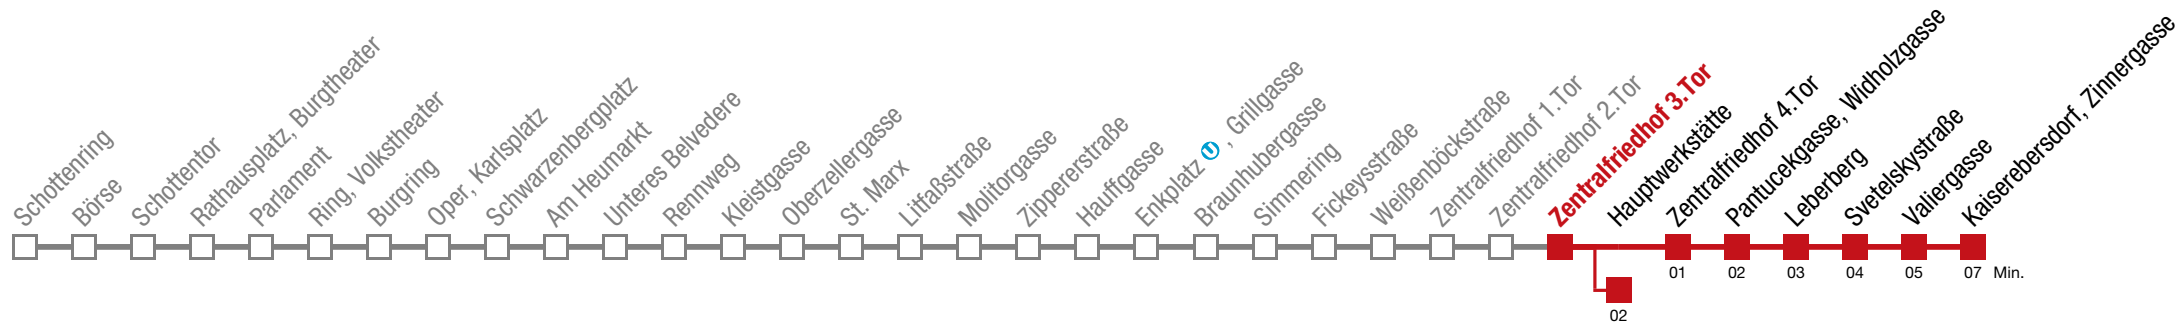 Schottenring
Börse
Schottentor
Rathausplatz, Burgtheater
Parlament
Ring, Volkstheater
Burgring
Oper, Karlsplatz
Schwarzenbergplatz
Am Heumarkt
Unteres Belvedere
Rennweg
Kleistgasse
Oberzellergasse
St. Marx
Litfaßstraße
Molitorgasse
Zippererstraße
Hauffgasse
Enkplatz U, Grillgasse
Braunhubergasse
Simmering
Fickeysstraße
Weißenböckstraße
Zentralfriedhof 1.Tor
Zentralfriedhof 2.Tor
Zentralfriedhof 3.Tor
Hauptwerkstätte
Zentralfriedhof 4.Tor
Pantucekgasse, Widholzgasse
Leberberg
Svetelskystraße
Valiergasse
Kaiserebersdorf, Zinnergasse
01 02 03 04 05 07 Min.
02